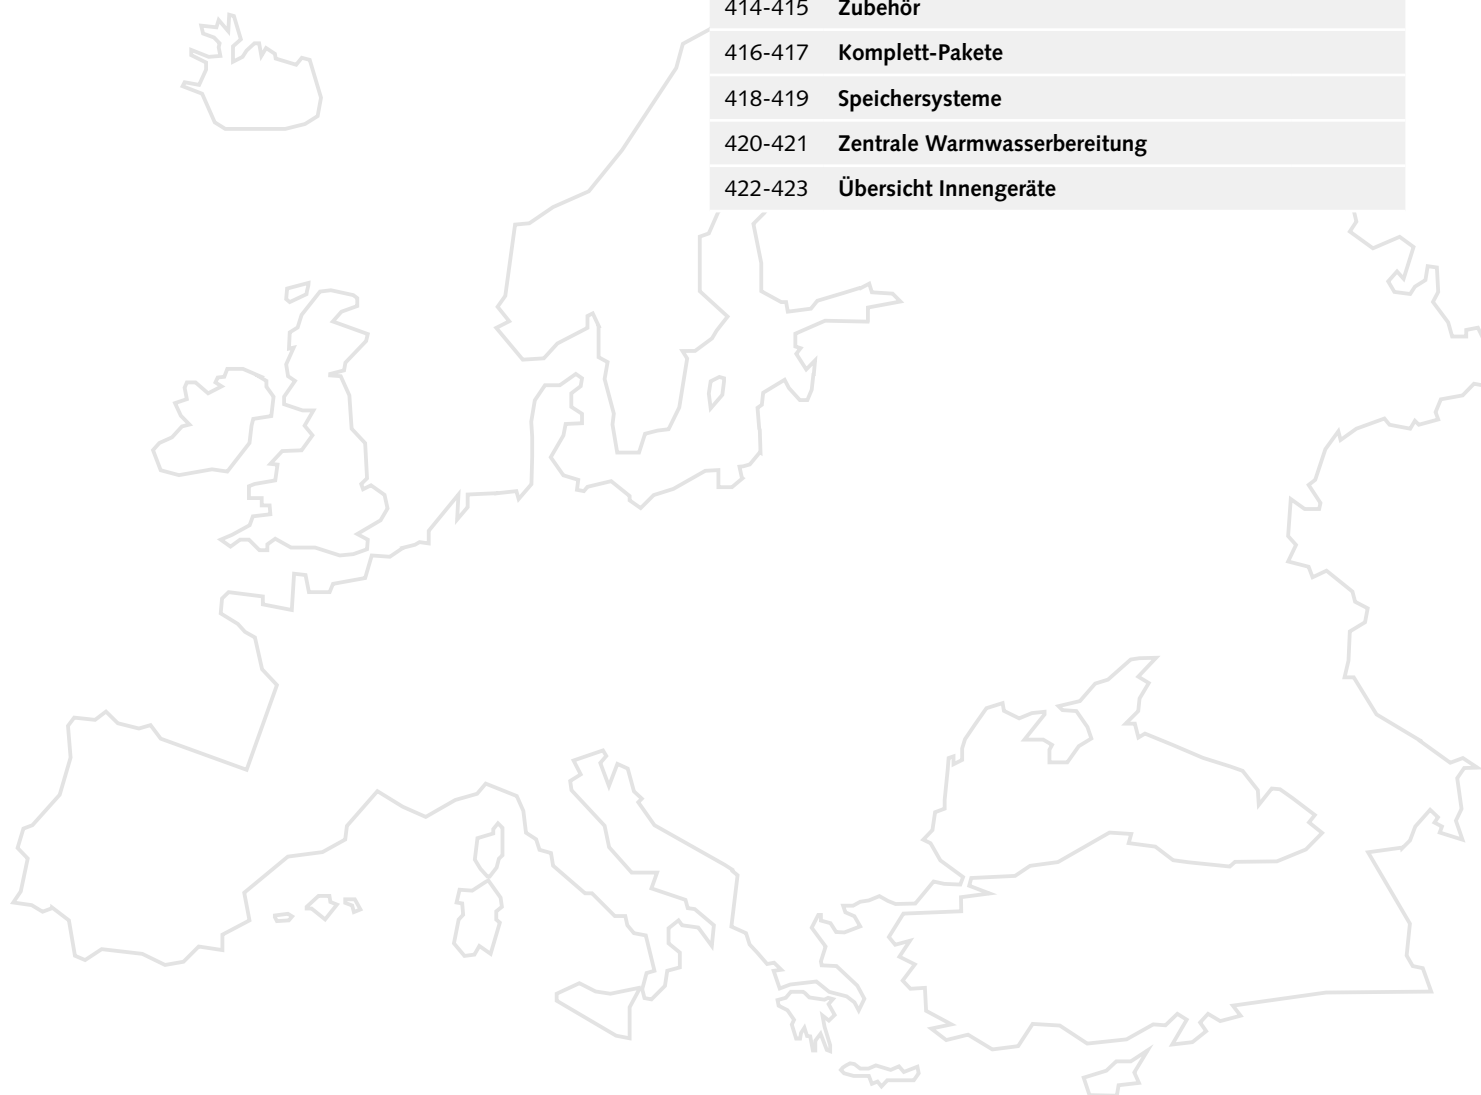 414-415 Zubehör
416-417 Komplett-Pakete
418-419 Speichersysteme
420-421 Zentrale Warmwasserbereitung
422-423 Übersicht Innengeräte